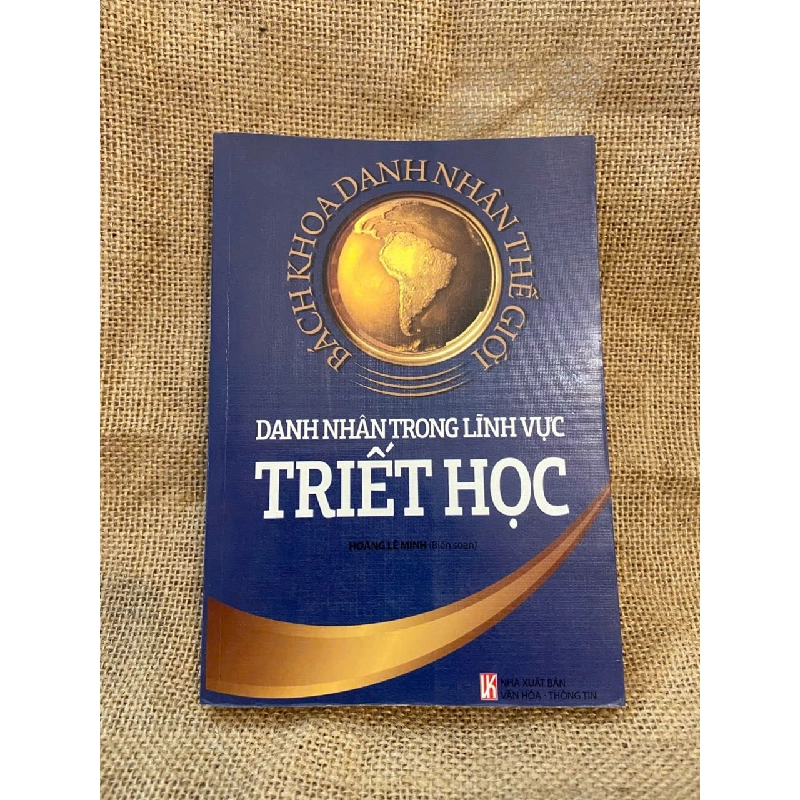 BÁCH KHOA DANH NHÂN THẾ GIỚI
DANH NHÂN TRONG LĨNH VỰC
TRIẾT HỌC
HOÀNG LÊ MINH (Biên soạn)
NHÀ XUẤT BẢN
VĂN HÓA - THÔNG TIN